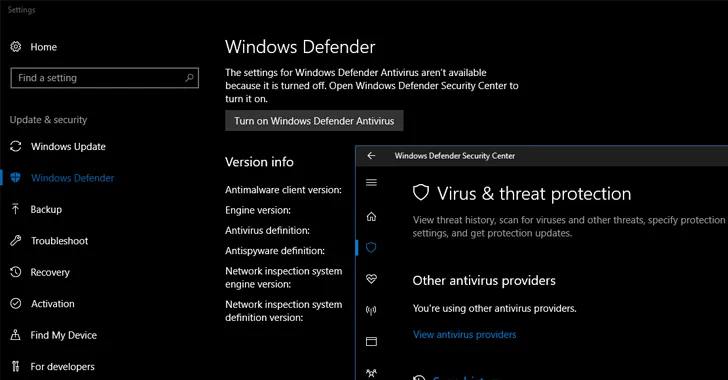 Settings
Home
Find a setting
Update & security
Windows Update
Windows Defender
Backup
Troubleshoot
Recovery
Activation
Find My Device
For developers
Windows Defender
The settings for Windows Defender Antivirus aren't available
because it is turned off. Open Windows Defender Security Center to
turn it on.
Turn on Windows Defender Antivirus
Version info
Antimalware client version:
Engine version:
Antivirus definition:
Antispyware definition:
Network inspection system
engine version:
Network inspection system
definition version:
Windows Defender Security Center
Virus & threat protection
View threat history, scan for viruses and other threats, specify protection
settings, and get protection updates.
Other antivirus providers
You're using other antivirus providers.
View antivirus providers